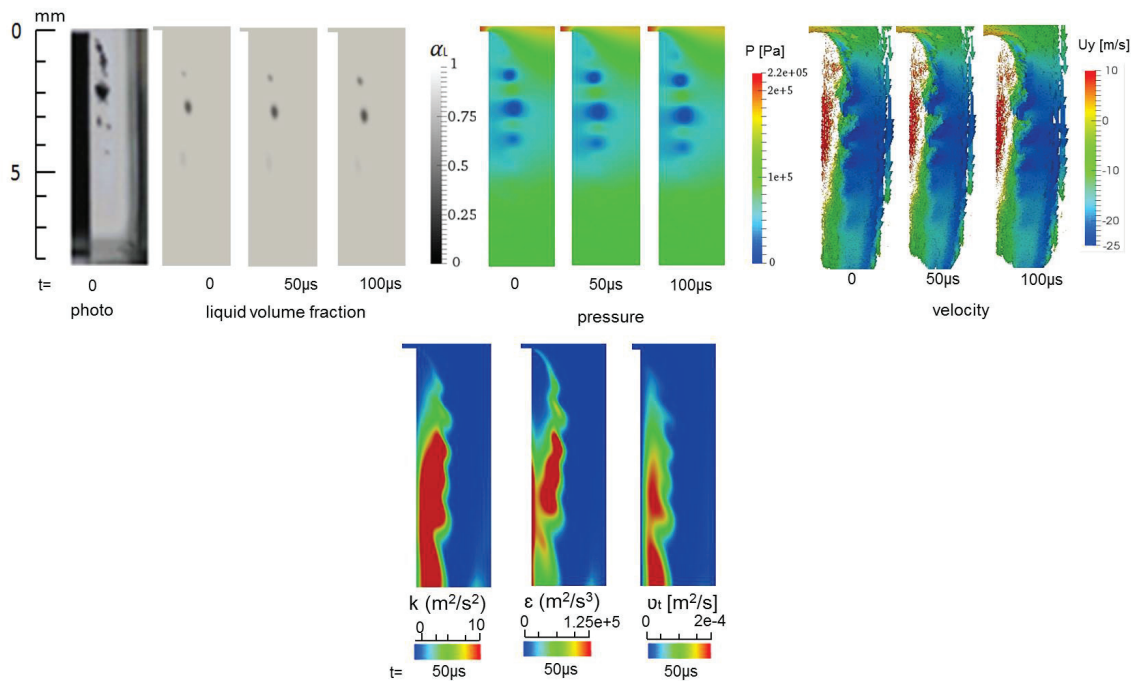 mm
0
5
αL
1
0.75
0.5
0.25
0
P [Pa]
2.2e+05
2e+05
1e+05
0
Uy [m/s]
10
-0
-10
-20
-25
t= 0 0 50µs 100µs 0 50µs 100µs 0 50µs 100µs
photo liquid volume fraction pressure velocity
k (m²/s²) ε (m²/s³) υt [m²/s]
0 10 0 1.25e+5 0 2e-4
t= 50µs 50µs 50µs